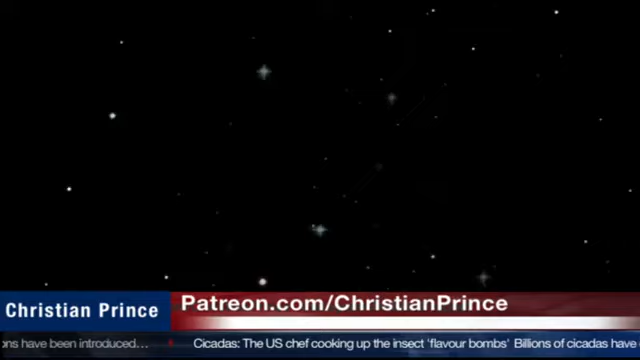 Patreon.com/ChristianPrince
Christian Prince
ons have been introduced... Cicadas: The US chef cooking up the insect 'flavour bombs' Billions of cicadas have